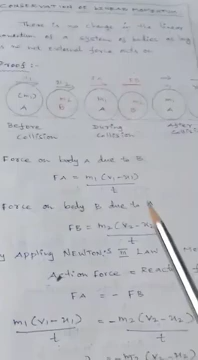 CONSERVATION OF LINEAR MOMENTUM
There is no change in the linear
momentum of a system of bodies as long
as no net external force acts on
Proof :-
m1
A
B
A
B
A
Before
Collision
During
Collision
After
Collision
Force on body A due to B
FA = m1 (v1 - u1)
t
Force on body B due to A
FB = m2 (v2 - u2)
t
By Applying NEWTON'S III LAW
Action force =
FA = - FB
m1 (v1 - u1) = - m2 (v2 - u2)
t t